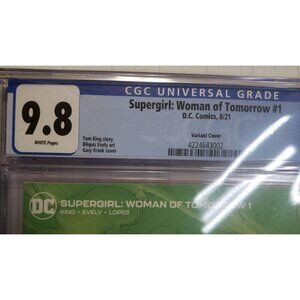 CGC UNIVERSAL GRADE
9.8
WHITE Pages
Supergirl: Woman of Tomorrow #1
D.C. Comics, 8/21
Tom King story
Bilquis Evely art
Gary Frank cover
Variant Cover
4224643002
DC
SUPERGIRL: WOMAN OF TOMORROW 1
KING • EVELY • LOPES